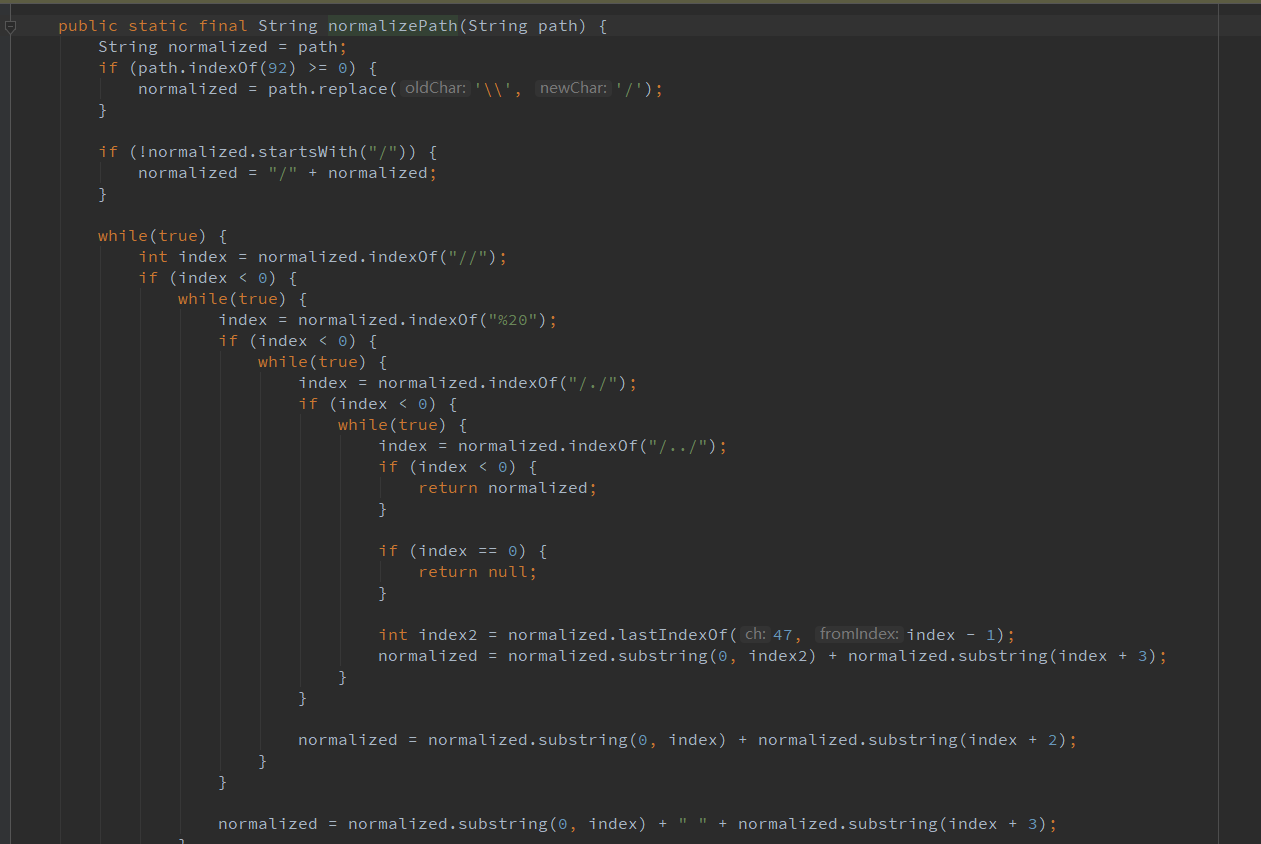 public static final String normalizePath(String path) {
String normalized = path;
if (path.indexOf(92) >= 0) {
normalized = path.replace( oldChar: '\\', newChar: '/');
}
if (!normalized.startsWith("/")) {
normalized = "/" + normalized;
}
while(true) {
int index = normalized.indexOf("//");
if (index < 0) {
while(true) {
index = normalized.indexOf("%20");
if (index < 0) {
while(true) {
index = normalized.indexOf("/./");
if (index < 0) {
while(true) {
index = normalized.indexOf("/../");
if (index < 0) {
return normalized;
}
if (index == 0) {
return null;
}
int index2 = normalized.lastIndexOf( ch: 47, fromIndex: index - 1);
normalized = normalized.substring(0, index2) + normalized.substring(index + 3);
}
}
normalized = normalized.substring(0, index) + normalized.substring(index + 2);
}
}
normalized = normalized.substring(0, index) + " " + normalized.substring(index + 3);
}